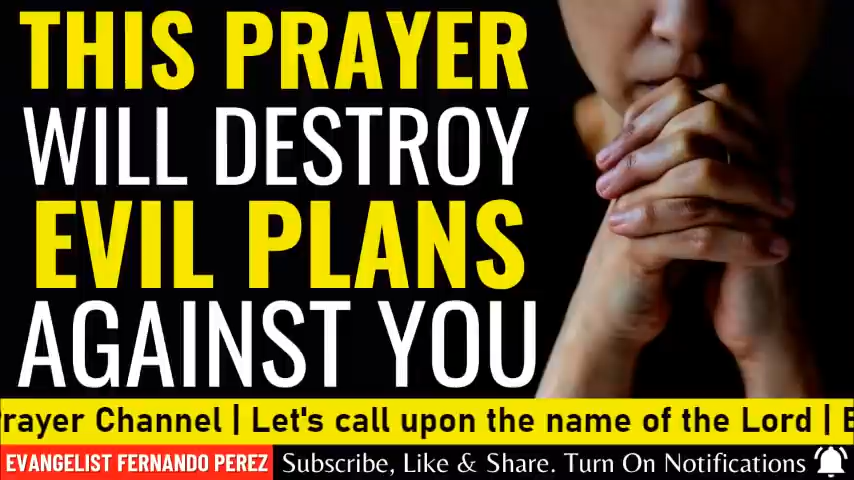 THIS PRAYER
WILL DESTROY
EVIL PLANS
AGAINST YOU
Prayer Channel | Let's call upon the name of the Lord |
EVANGELIST FERNANDO PEREZ Subscribe, Like & Share. Turn On Notifications